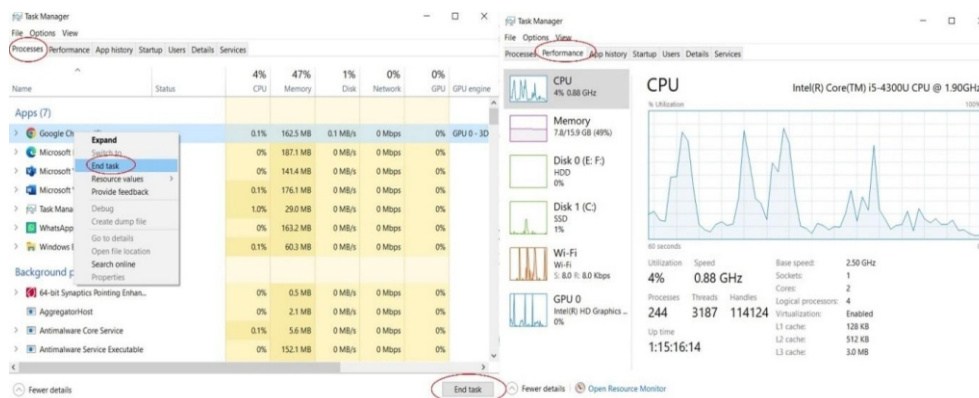 Task Manager
File Options View
Processes Performance App history Startup Users Details Services
4% 47% 1% 0% 0%
Name Status CPU Memory Disk Network GPU GPU engine
Apps (7)
Google Ch 0.1% 162.5 MB 0.1 MB/s 0 Mbps 0% GPU 0 - 3D
Microsoft 0% 187.1 MB 0 MB/s 0 Mbps 0%
Microsoft 0% 141.4 MB 0 MB/s 0 Mbps 0%
Microsoft 0.1% 176.1 MB 0 MB/s 0 Mbps 0%
Task Mana 1.0% 29.0 MB 0 MB/s 0 Mbps 0%
WhatsApp 0% 163.2 MB 0 MB/s 0 Mbps 0%
Windows E 0.1% 60.3 MB 0 MB/s 0 Mbps 0%
Expand
Switch to
End task
Resource values
Provide feedback
Debug
Create dump file
Go to details
Open file location
Search online
Properties
Background p
64-bit Synaptics Pointing Enhan... 0% 0.5 MB 0 MB/s 0 Mbps 0%
AggregatorHost 0% 2.1 MB 0 MB/s 0 Mbps 0%
Antimalware Core Service 0.1% 5.6 MB 0 MB/s 0 Mbps 0%
Antimalware Service Executable 0% 152.1 MB 0 MB/s 0 Mbps 0%
Fewer details End task
Task Manager
File Options View
Processes Performance App history Startup Users Details Services
CPU
4% 0.88 GHz
Memory
7.8/15.9 GB (49%)
Disk 0 (E: F:)
HDD
0%
Disk 1 (C:)
SSD
1%
Wi-Fi
Wi-Fi
S: 8.0 R: 8.0 Kbps
GPU 0
Intel(R) HD Graphics ...
0%
CPU Intel(R) Core(TM) i5-4300U CPU @ 1.90GHz
% Utilization 100%
60 seconds
Utilization Speed
4% 0.88 GHz
Processes Threads Handles
244 3187 114124
Up time
1:15:16:14
Base speed: 2.50 GHz
Sockets: 1
Cores: 2
Logical processors: 4
Virtualization: Enabled
L1 cache: 128 KB
L2 cache: 512 KB
L3 cache: 3.0 MB
Fewer details Open Resource Monitor